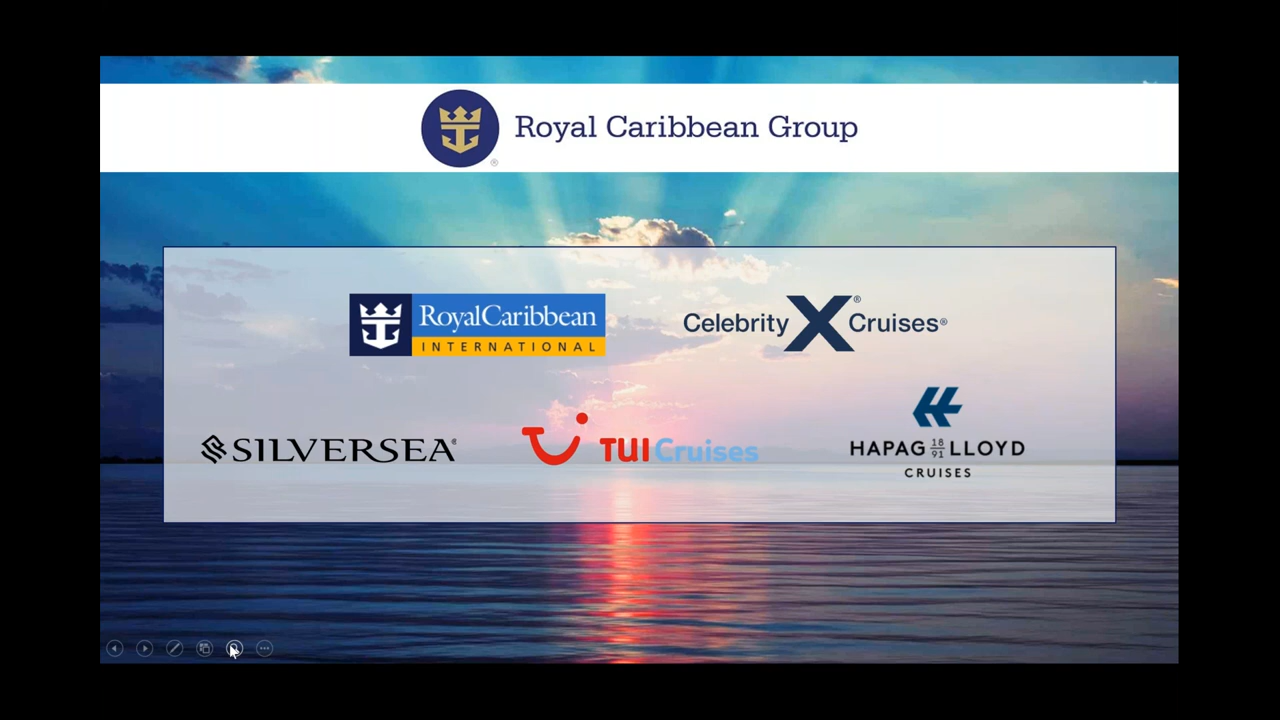 Royal Caribbean Group
®
RoyalCaribbean
INTERNATIONAL
Celebrity X Cruises®
®
SILVERSEA®
TUI Cruises
HAPAG 18 91 LLOYD
CRUISES